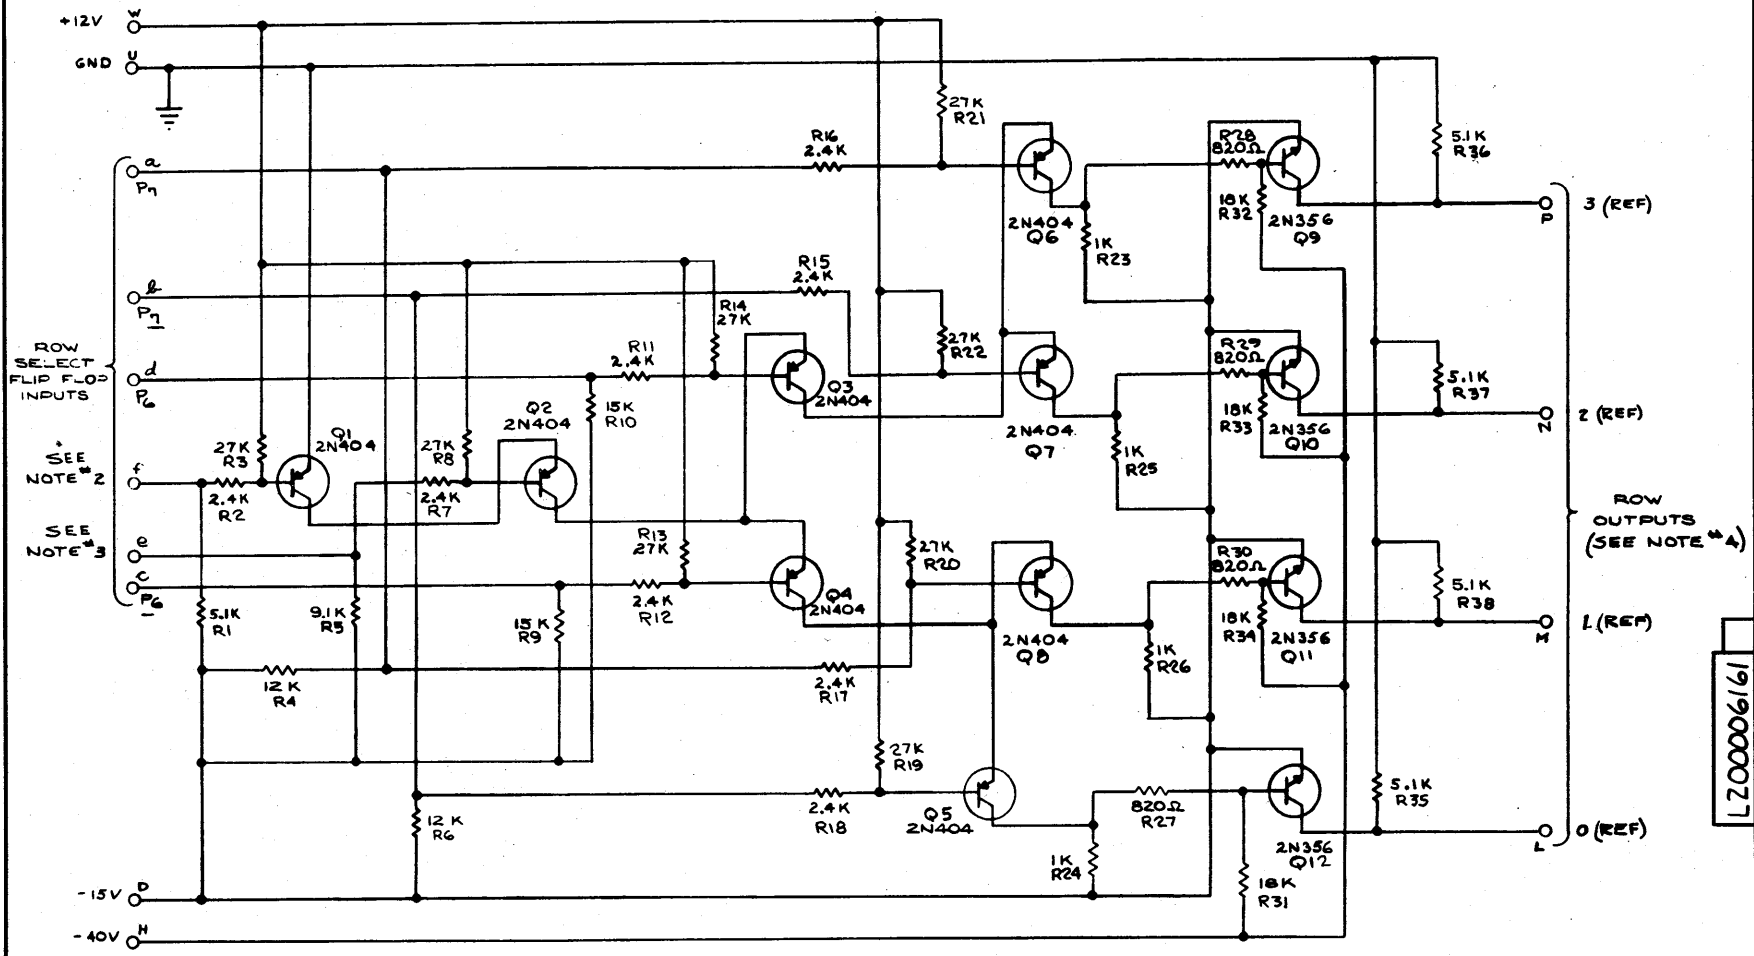 +12V W
GND U
a
P7
b
P7
ROW
SELECT
FLIP FLOP
INPUTS
d
P6
SEE
NOTE #2
f
SEE
NOTE #3
e
c
P6
-15V D
-40V H
27K
R3
2.4K
R2
Q1
2N404
5.1K
R1
12K
R4
9.1K
R5
12K
R6
27K
R8
2.4K
R7
Q2
2N404
15K
R10
15K
R9
R11
2.4K
R14
27K
R13
27K
2.4K
R12
Q3
2N404
Q4
2N404
R16
2.4K
R15
2.4K
2.4K
R17
2.4K
R18
27K
R21
27K
R22
27K
R20
27K
R19
Q5
2N404
2N404
Q6
2N404
Q7
2N404
Q8
1K
R23
1K
R25
1K
R26
1K
R24
R28
820Ω
18K
R32
2N356
Q9
R29
820Ω
18K
R33
2N356
Q10
R30
820Ω
18K
R34
2N356
Q11
820Ω
R27
18K
R31
2N356
Q12
5.1K
R36
5.1K
R37
5.1K
R38
5.1K
R35
P
3 (REF)
N
2 (REF)
M
1 (REF)
L
0 (REF)
ROW
OUTPUTS
(SEE NOTE #4)
LZ00006161